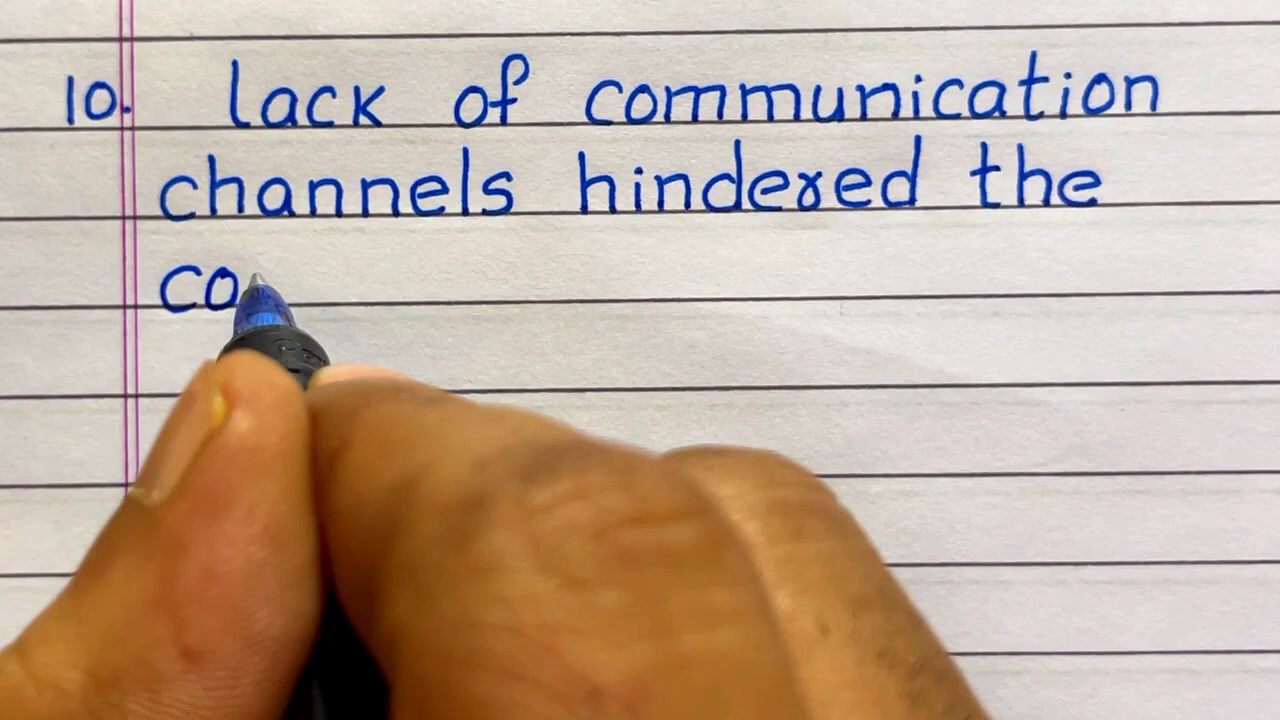 10. lack of communication
channels hindered the
co